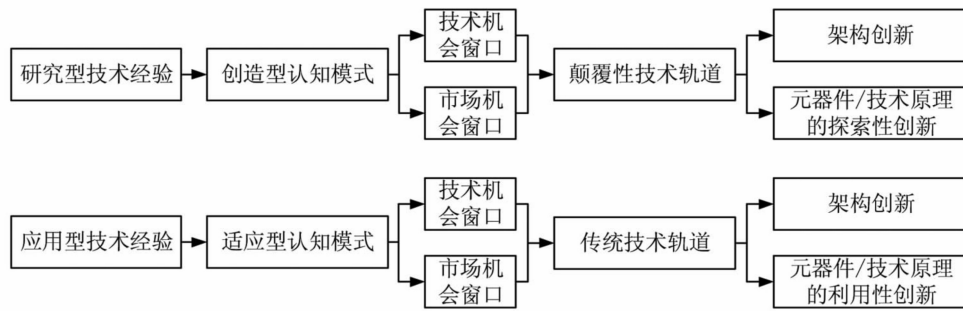 研究型技术经验
创造型认知模式
技术机
会窗口
市场机
会窗口
颠覆性技术轨道
架构创新
元器件/技术原理
的探索性创新
应用型技术经验
适应型认知模式
技术机
会窗口
市场机
会窗口
传统技术轨道
架构创新
元器件/技术原理
的利用性创新